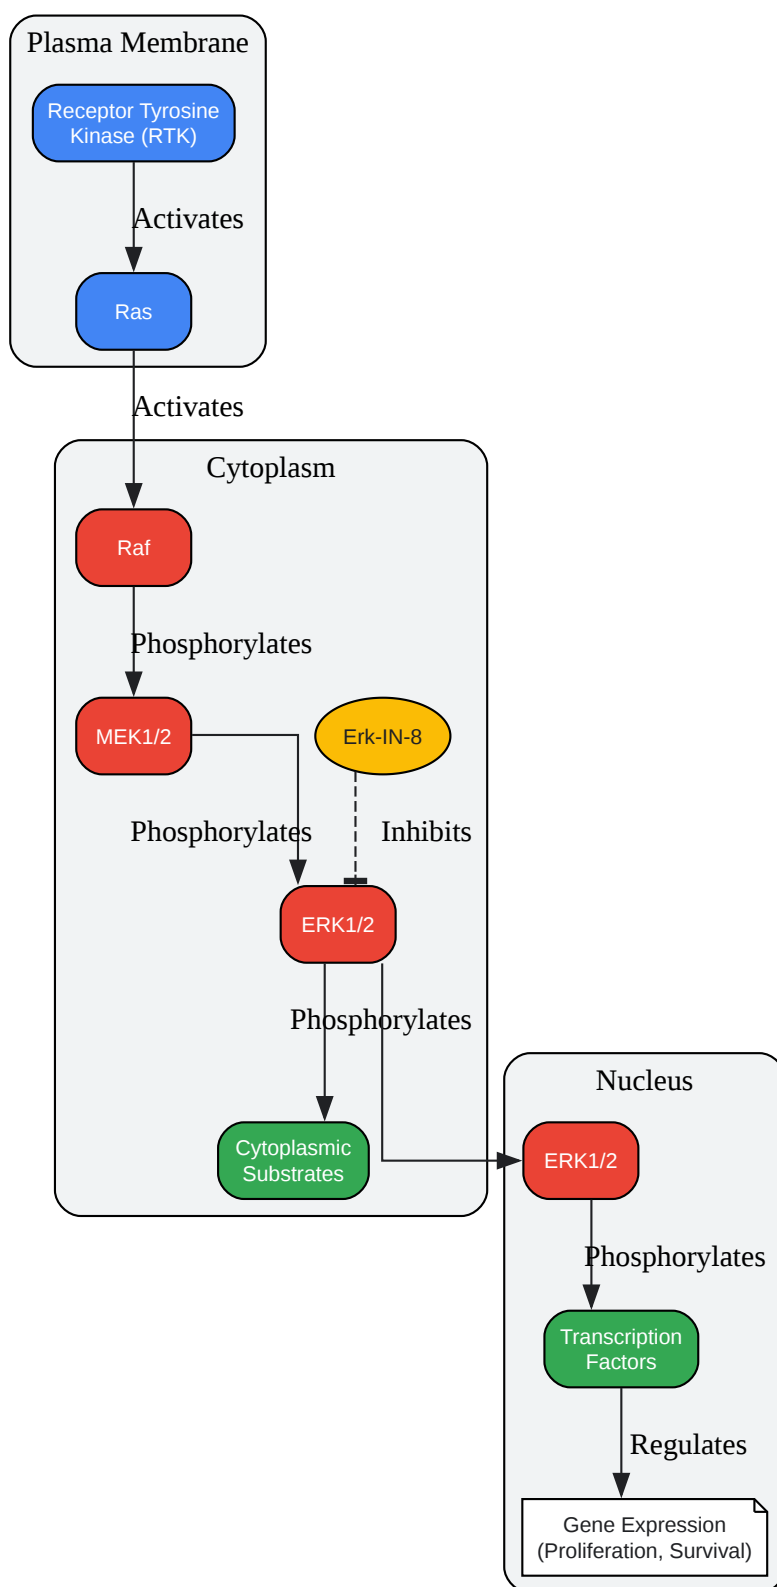 Plasma Membrane
Receptor Tyrosine
Kinase (RTK)
Activates
Ras
Activates
Cytoplasm
Raf
Phosphorylates
MEK1/2
Erk-IN-8
Phosphorylates
Inhibits
ERK1/2
Phosphorylates
Cytoplasmic
Substrates
Nucleus
ERK1/2
Phosphorylates
Transcription
Factors
Regulates
Gene Expression
(Proliferation, Survival)